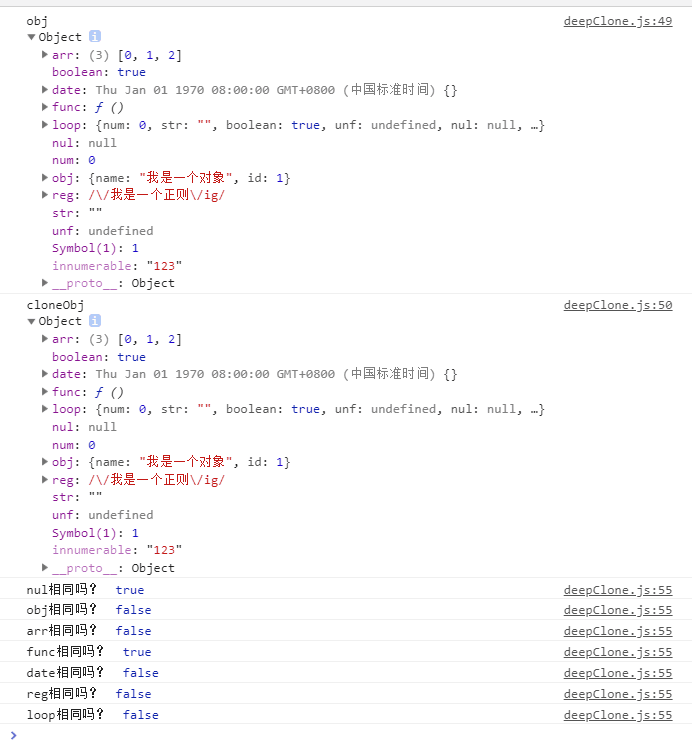 obj deepClone.js:49
Object i
arr: (3) [0, 1, 2]
boolean: true
date: Thu Jan 01 1970 08:00:00 GMT+0800 (中国标准时间) {}
func: ƒ ()
loop: {num: 0, str: "", boolean: true, unf: undefined, nul: null, …}
nul: null
num: 0
obj: {name: "我是一个对象", id: 1}
reg: /\/我是一个正则\/ig/
str: ""
unf: undefined
Symbol(1): 1
innumerable: "123"
__proto__: Object
cloneObj deepClone.js:50
Object i
arr: (3) [0, 1, 2]
boolean: true
date: Thu Jan 01 1970 08:00:00 GMT+0800 (中国标准时间) {}
func: ƒ ()
loop: {num: 0, str: "", boolean: true, unf: undefined, nul: null, …}
nul: null
num: 0
obj: {name: "我是一个对象", id: 1}
reg: /\/我是一个正则\/ig/
str: ""
unf: undefined
Symbol(1): 1
innumerable: "123"
__proto__: Object
nul相同吗? true deepClone.js:55
obj相同吗? false deepClone.js:55
arr相同吗? false deepClone.js:55
func相同吗? true deepClone.js:55
date相同吗? false deepClone.js:55
reg相同吗? false deepClone.js:55
loop相同吗? false deepClone.js:55